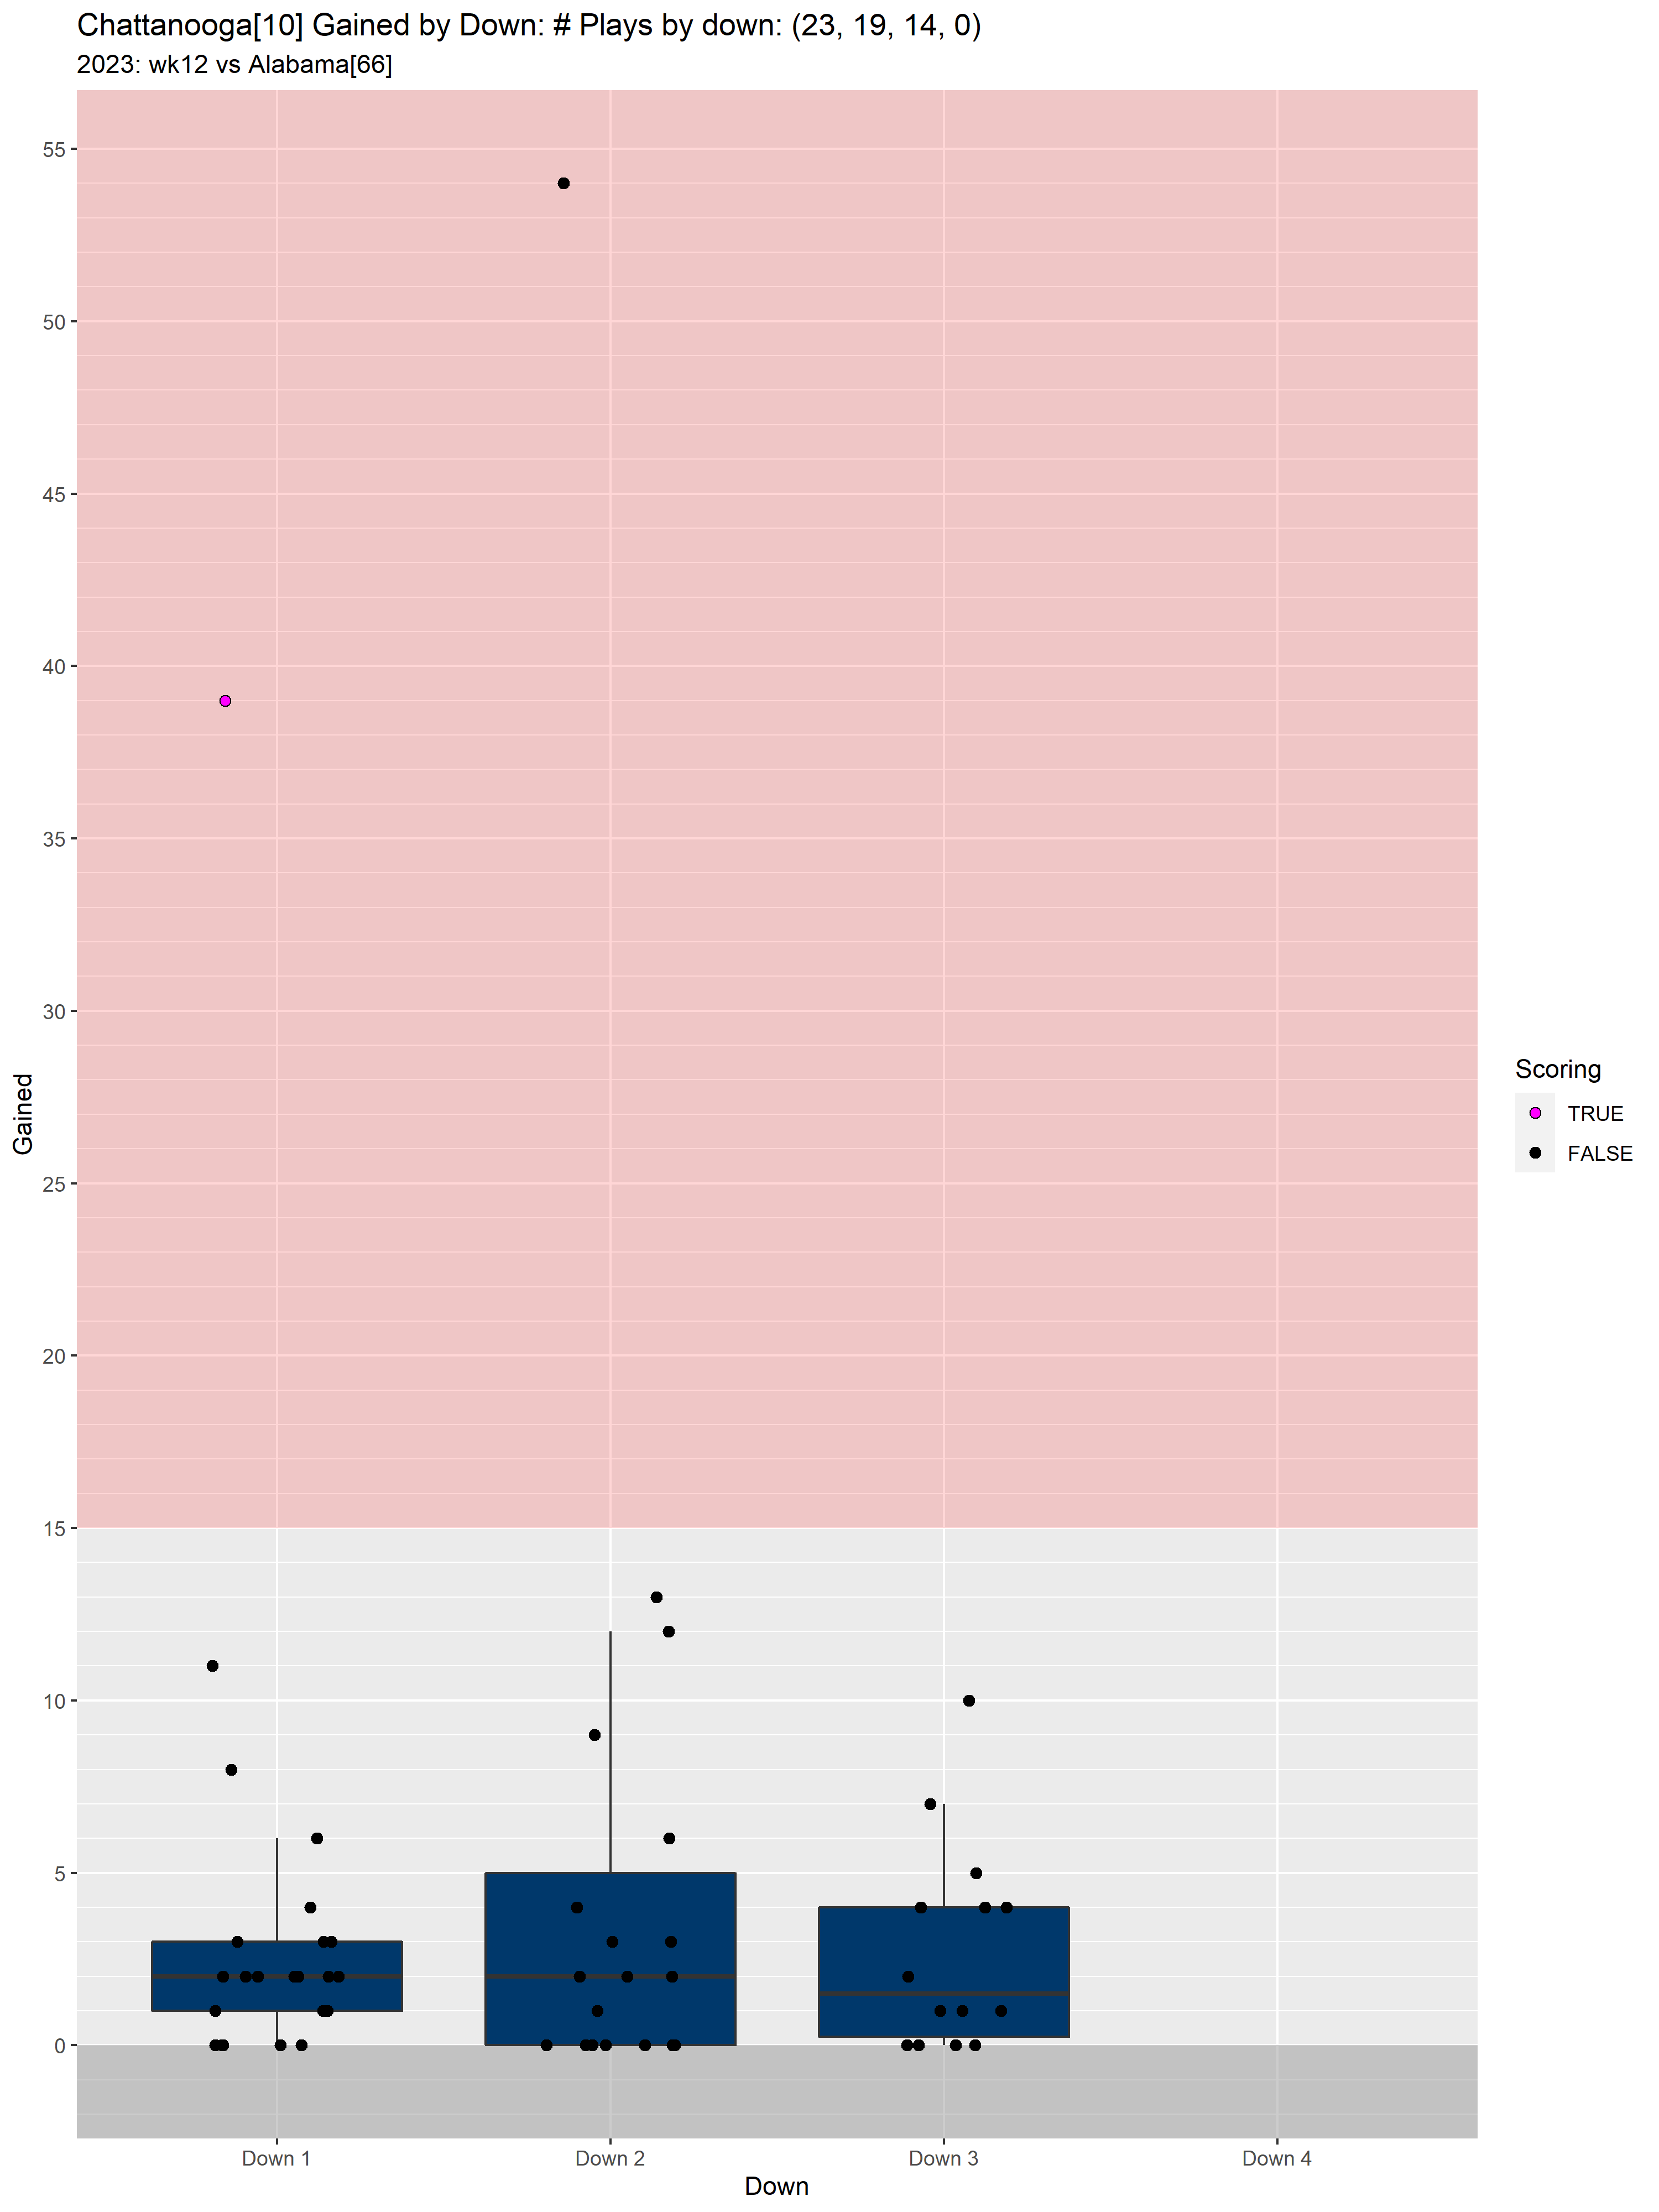 Chattanooga[10] Gained by Down: # Plays by down: (23, 19, 14, 0)
2023: wk12 vs Alabama[66]
55
50
45
40
35
30
25
20
15
10
5
0
Gained
Down 1
Down 2
Down 3
Down 4
Down
Scoring
TRUE
FALSE